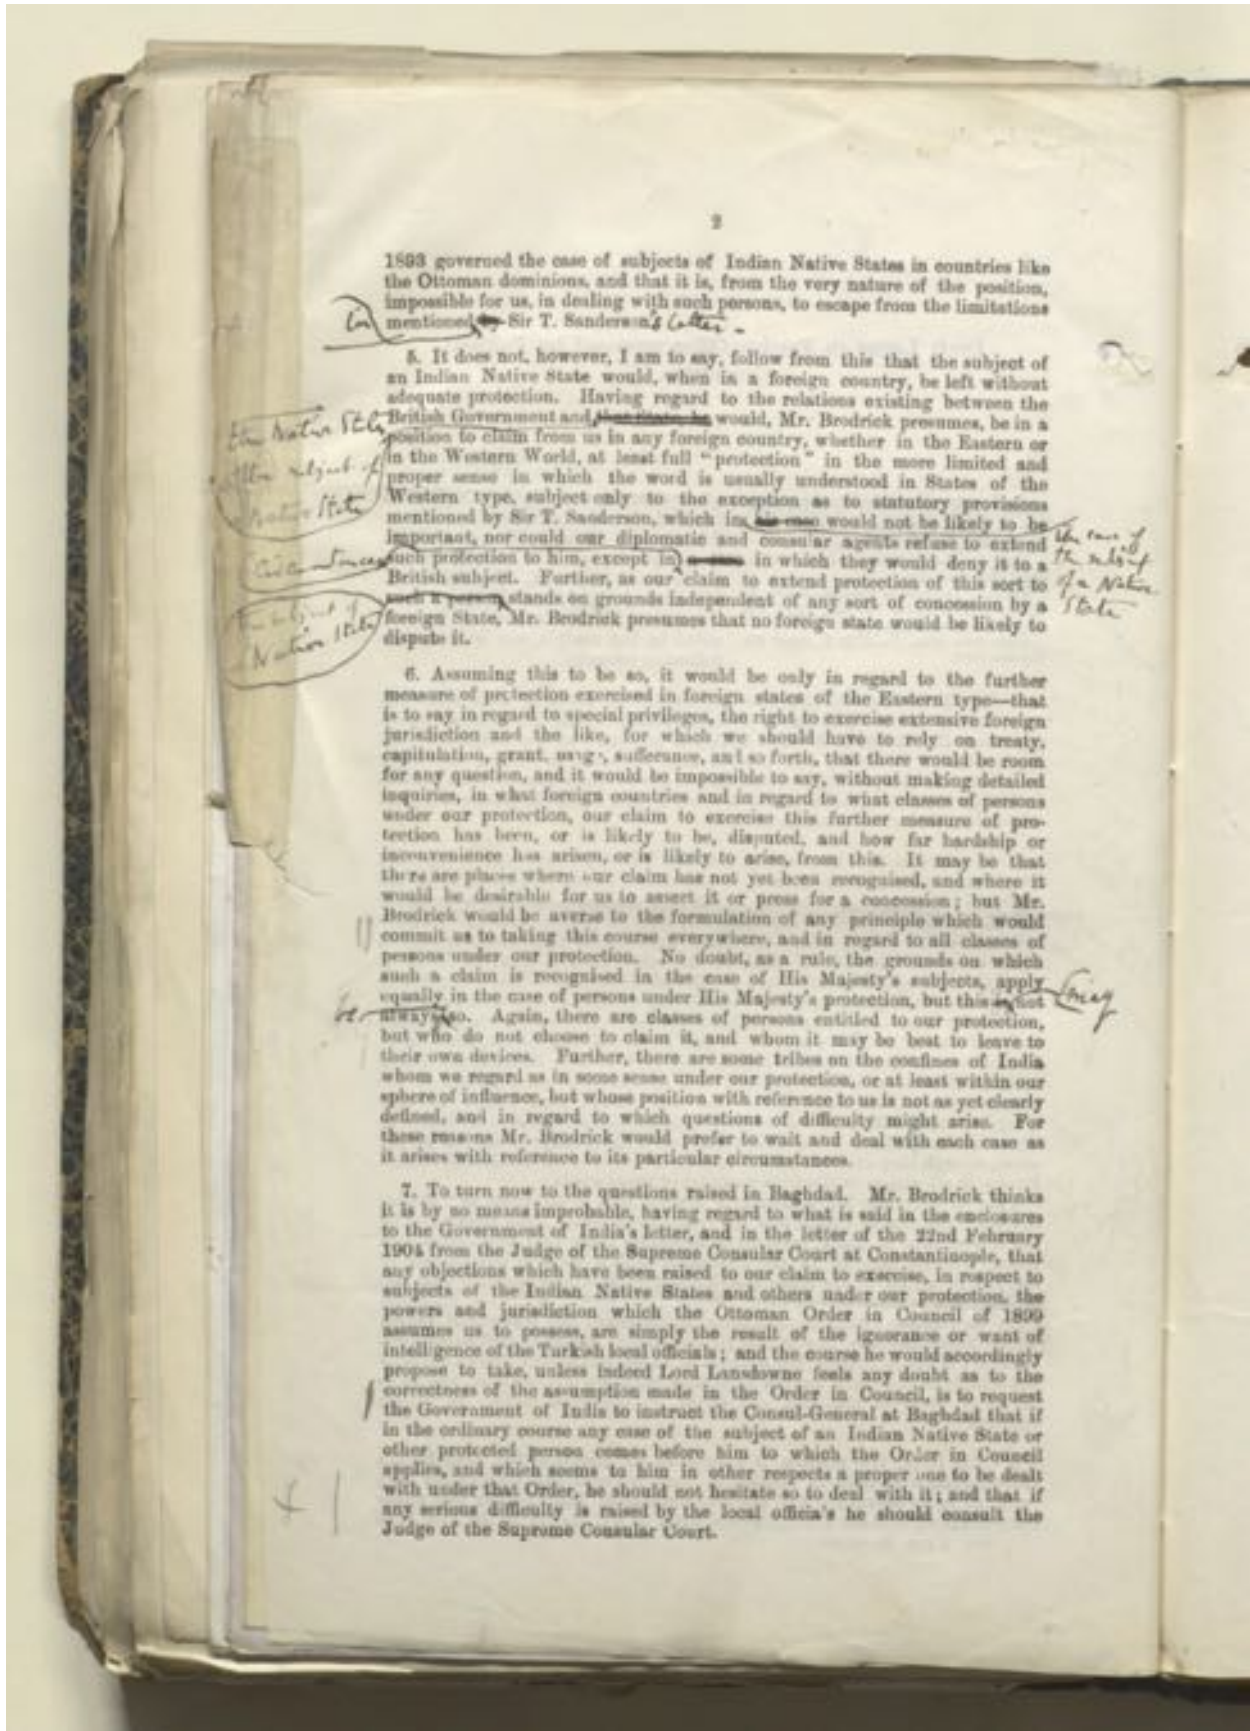 2
1893 governed the case of subjects of Indian Native States in countries like
the Ottoman dominions, and that it is, from the very nature of the position,
impossible for us, in dealing with such persons, to escape from the limitations
in mentioned by Sir T. Sanderson's letter.
5. It does not, however, I am to say, follow from this that the subject of
an Indian Native State would, when in a foreign country, be left without
adequate protection. Having regard to the relations existing between the
British Government and that State, he would, Mr. Brodrick presumes, be in a
the Native State
position to claim from us in any foreign country, whether in the Eastern or
the subject of
in the Western World, at least full "protection" in the more limited and
proper sense in which the word is usually understood in States of the
Native State
Western type, subject only to the exception as to statutory provisions
mentioned by Sir T. Sanderson, which in his case would not be likely to be
the case of
important, nor could our diplomatic and consular agents refuse to extend
the subject
circumstances
such protection to him, except in in which they would deny it to a
of a Native
British subject. Further, as our claim to extend protection of this sort to
State
such a person stands on grounds independent of any sort of concession by a
the subject of
foreign State, Mr. Brodrick presumes that no foreign state would be likely to
Native State
dispute it.
6. Assuming this to be so, it would be only in regard to the further
measure of protection exercised in foreign states of the Eastern type—that
is to say in regard to special privileges, the right to exercise extensive foreign
jurisdiction and the like, for which we should have to rely on treaty,
capitulation, grant, usage, sufferance, and so forth, that there would be room
for any question, and it would be impossible to say, without making detailed
inquiries, in what foreign countries and in regard to what classes of persons
under our protection, our claim to exercise this further measure of pro-
tection has been, or is likely to be, disputed, and how far hardship or
inconvenience has arisen, or is likely to arise, from this. It may be that
there are places where our claim has not yet been recognised, and where it
would be desirable for us to assert it or press for a concession; but Mr.
Brodrick would be averse to the formulation of any principle which would
commit us to taking this course everywhere, and in regard to all classes of
persons under our protection. No doubt, as a rule, the grounds on which
such a claim is recognised in the case of His Majesty's subjects, apply
equally in the case of persons under His Majesty's protection, but this is not
may
be
always so. Again, there are classes of persons entitled to our protection,
but who do not choose to claim it, and whom it may be best to leave to
their own devices. Further, there are some tribes on the confines of India
whom we regard as in some sense under our protection, or at least within our
sphere of influence, but whose position with reference to us is not as yet clearly
defined, and in regard to which questions of difficulty might arise. For
these reasons Mr. Brodrick would prefer to wait and deal with each case as
it arises with reference to its particular circumstances.
7. To turn now to the questions raised in Baghdad. Mr. Brodrick thinks
it is by no means improbable, having regard to what is said in the enclosures
to the Government of India's letter, and in the letter of the 22nd February
1904 from the Judge of the Supreme Consular Court at Constantinople, that
any objections which have been raised to our claim to exercise, in respect to
subjects of the Indian Native States and others under our protection, the
powers and jurisdiction which the Ottoman Order in Council of 1899
assumes us to possess, are simply the result of the ignorance or want of
intelligence of the Turkish local officials; and the course he would accordingly
propose to take, unless indeed Lord Lansdowne feels any doubt as to the
correctness of the assumption made in the Order in Council, is to request
the Government of India to instruct the Consul-General at Baghdad that if
in the ordinary course any case of the subject of an Indian Native State or
other protected person comes before him to which the Order in Council
applies, and which seems to him in other respects a proper one to be dealt
with under that Order, he should not hesitate so to deal with it; and that if
any serious difficulty is raised by the local officials he should consult the
Judge of the Supreme Consular Court.